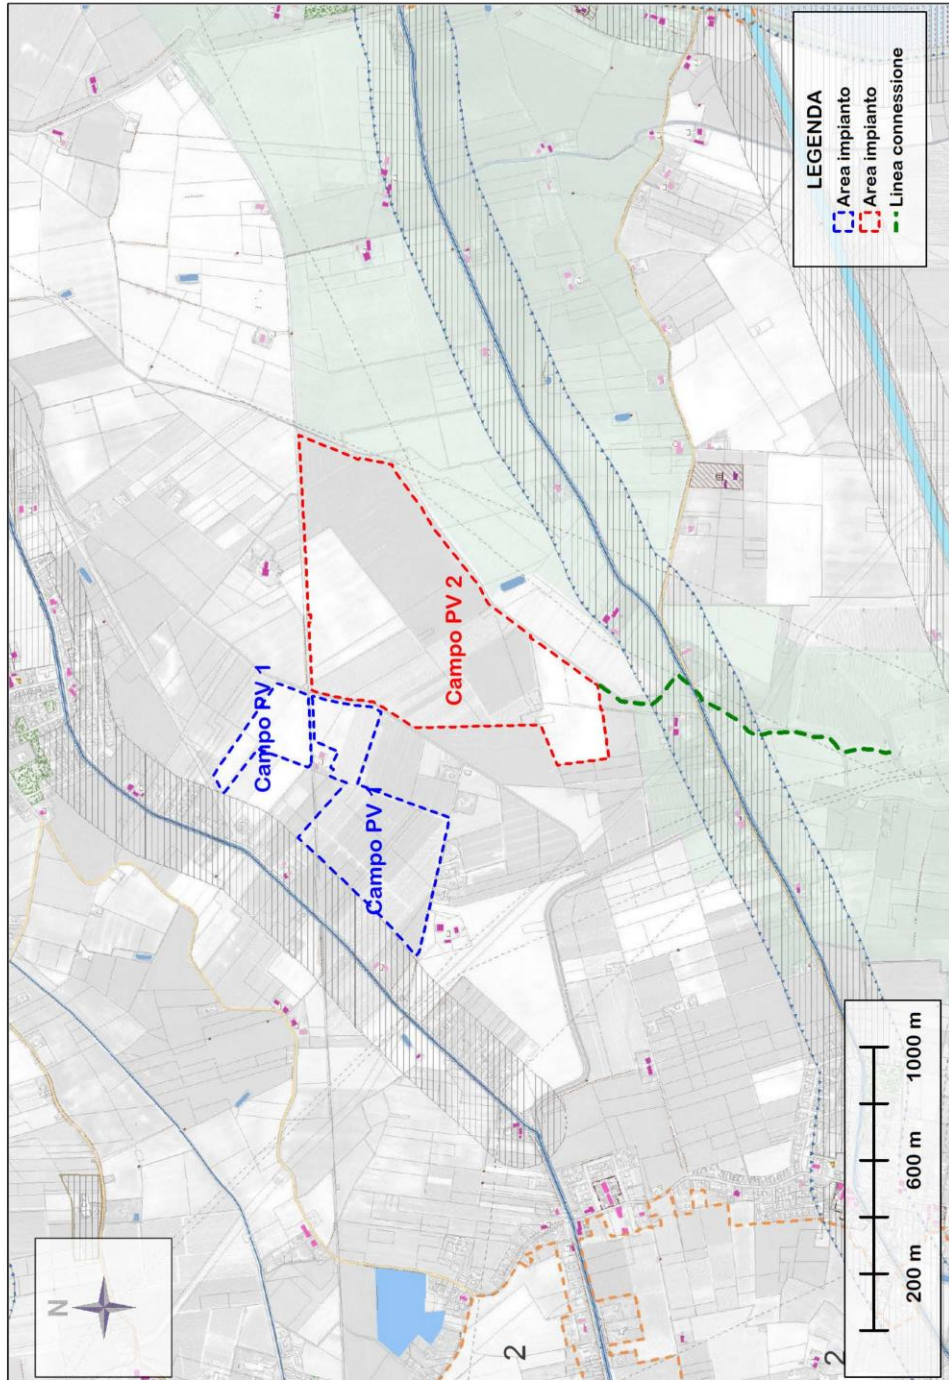 LEGENDA
Area impianto
Area impianto
Linea connessione
Campo PV 1
Campo PV 1
Campo PV 2
N
2
2
200 m
600 m
1000 m